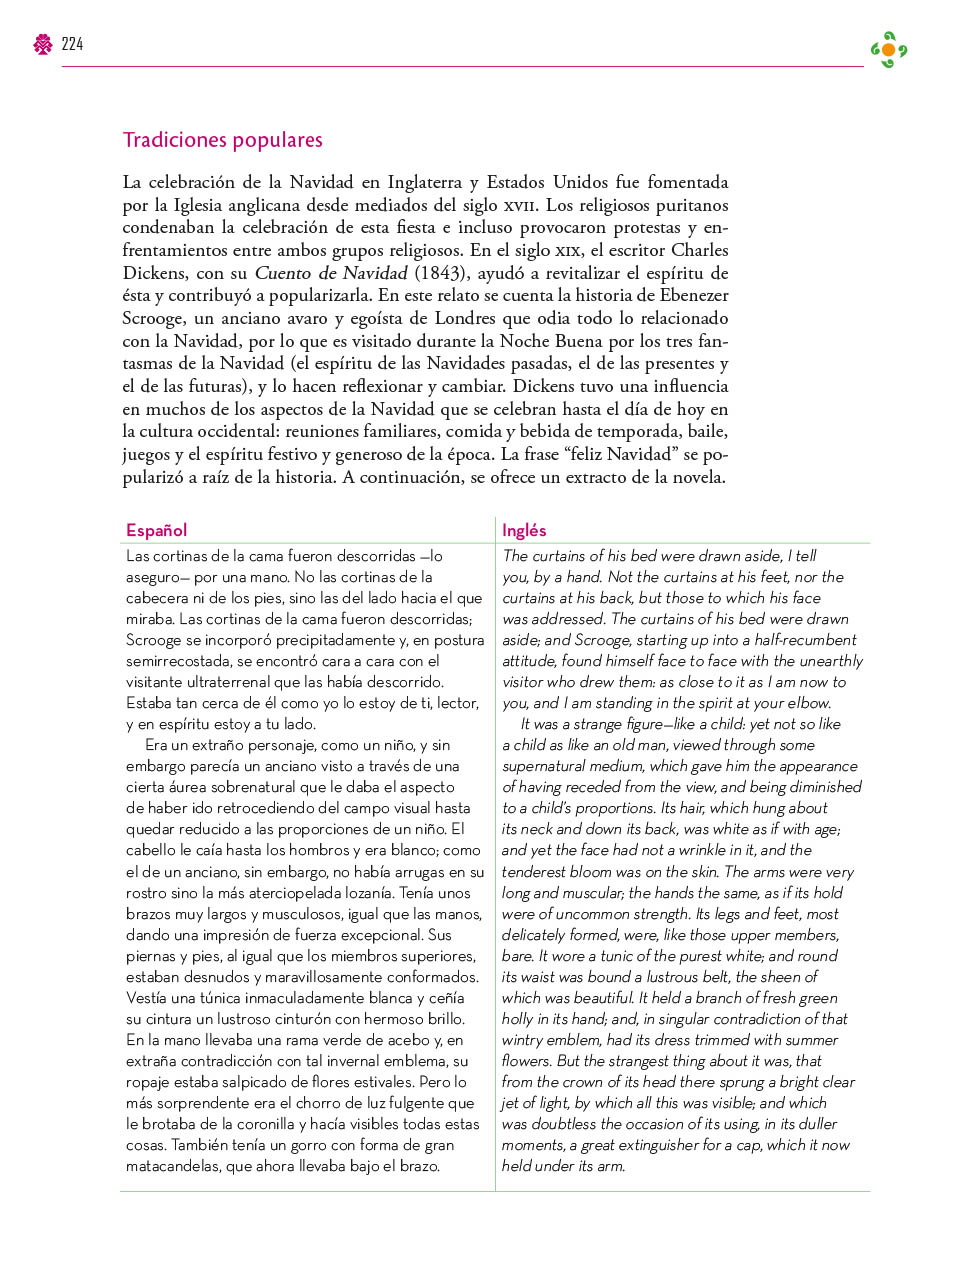 224
Tradiciones populares
La celebración de la Navidad en Inglaterra y Estados Unidos fue fomentada
por la Iglesia anglicana desde mediados del siglo XVII. Los religiosos puritanos
condenaban la celebración de esta fiesta e incluso provocaron protestas y en-
frentamientos entre ambos grupos religiosos. En el siglo XIX, el escritor Charles
Dickens, con su Cuento de Navidad (1843), ayudó a revitalizar el espíritu de
ésta y contribuyó a popularizarla. En este relato se cuenta la historia de Ebenezer
Scrooge, un anciano avaro y egoísta de Londres que odia todo lo relacionado
con la Navidad, por lo que es visitado durante la Noche Buena por los tres fan-
tasmas de la Navidad (el espíritu de las Navidades pasadas, el de las presentes y
el de las futuras), y lo hacen reflexionar y cambiar. Dickens tuvo una influencia
en muchos de los aspectos de la Navidad que se celebran hasta el día de hoy en
la cultura occidental: reuniones familiares, comida y bebida de temporada, baile,
juegos y el espíritu festivo y generoso de la época. La frase “feliz Navidad” se po-
pularizó a raíz de la historia. A continuación, se ofrece un extracto de la novela.
Español
Las cortinas de la cama fueron descorridas —lo
aseguro— por una mano. No las cortinas de la
cabecera ni de los pies, sino las del lado hacia el que
miraba. Las cortinas de la cama fueron descorridas;
Scrooge se incorporó precipitadamente y, en postura
semirrecostada, se encontró cara a cara con el
visitante ultraterrenal que las había descorrido.
Estaba tan cerca de él como yo lo estoy de ti, lector,
y en espíritu estoy a tu lado.
Era un extraño personaje, como un niño, y sin
embargo parecía un anciano visto a través de una
cierta áurea sobrenatural que le daba el aspecto
de haber ido retrocediendo del campo visual hasta
quedar reducido a las proporciones de un niño. El
cabello le caía hasta los hombros y era blanco; como
el de un anciano, sin embargo, no había arrugas en su
rostro sino la más aterciopelada lozanía. Tenía unos
brazos muy largos y musculosos, igual que las manos,
dando una impresión de fuerza excepcional. Sus
piernas y pies, al igual que los miembros superiores,
estaban desnudos y maravillosamente conformados.
Vestía una túnica inmaculadamente blanca y ceñía
su cintura un lustroso cinturón con hermoso brillo.
En la mano llevaba una rama verde de acebo y, en
extraña contradicción con tal invernal emblema, su
ropaje estaba salpicado de flores estivales. Pero lo
más sorprendente era el chorro de luz fulgente que
le brotaba de la coronilla y hacía visibles todas estas
cosas. También tenía un gorro con forma de gran
matacandelas, que ahora llevaba bajo el brazo.
Inglés
The curtains of his bed were drawn aside, I tell
you, by a hand. Not the curtains at his feet, nor the
curtains at his back, but those to which his face
was addressed. The curtains of his bed were drawn
aside; and Scrooge, starting up into a half-recumbent
attitude, found himself face to face with the unearthly
visitor who drew them: as close to it as I am now to
you, and I am standing in the spirit at your elbow.
It was a strange figure—like a child: yet not so like
a child as like an old man, viewed through some
supernatural medium, which gave him the appearance
of having receded from the view, and being diminished
to a child’s proportions. Its hair, which hung about
its neck and down its back, was white as if with age;
and yet the face had not a wrinkle in it, and the
tenderest bloom was on the skin. The arms were very
long and muscular; the hands the same, as if its hold
were of uncommon strength. Its legs and feet, most
delicately formed, were, like those upper members,
bare. It wore a tunic of the purest white; and round
its waist was bound a lustrous belt, the sheen of
which was beautiful. It held a branch of fresh green
holly in its hand; and, in singular contradiction of that
wintry emblem, had its dress trimmed with summer
flowers. But the strangest thing about it was, that
from the crown of its head there sprung a bright clear
jet of light, by which all this was visible; and which
was doubtless the occasion of its using, in its duller
moments, a great extinguisher for a cap, which it now
held under its arm.